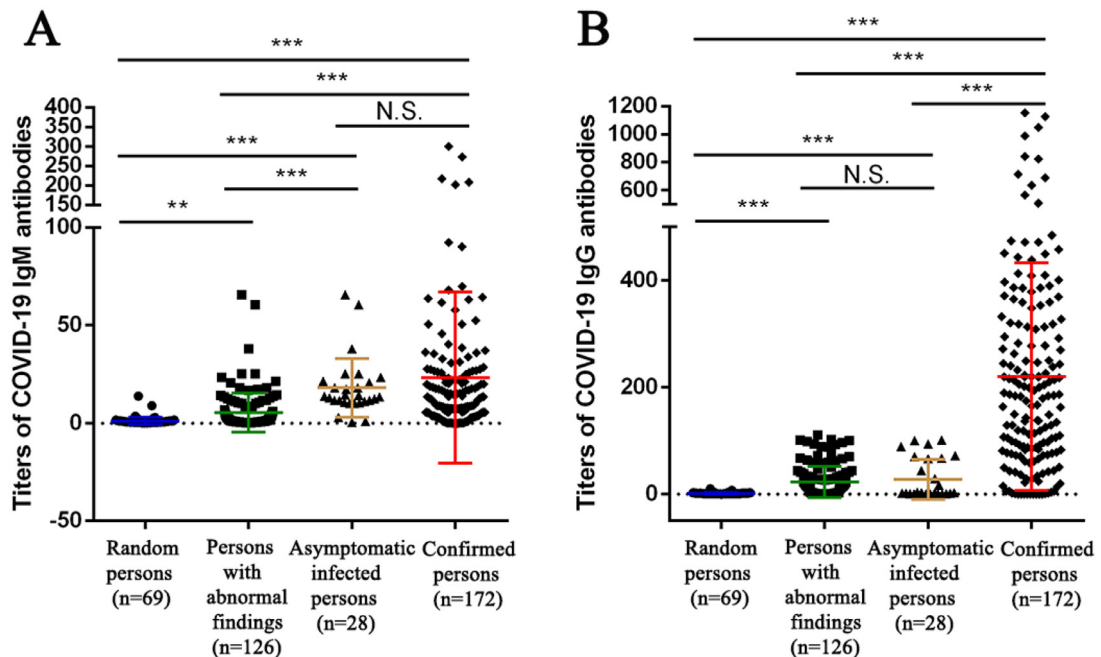 A
***
***
N.S.
***
***
**
Titers of COVID-19 IgM antibodies
400
350
300
250
200
150
100
50
0
-50
Random
persons
(n=69)
Persons
with
abnormal
findings
(n=126)
Asymptomatic
infected
persons
(n=28)
Confirmed
persons
(n=172)
B
***
***
***
***
N.S.
***
Titers of COVID-19 IgG antibodies
1200
1000
800
600
400
200
0
Random
persons
(n=69)
Persons
with
abnormal
findings
(n=126)
Asymptomatic
infected
persons
(n=28)
Confirmed
persons
(n=172)